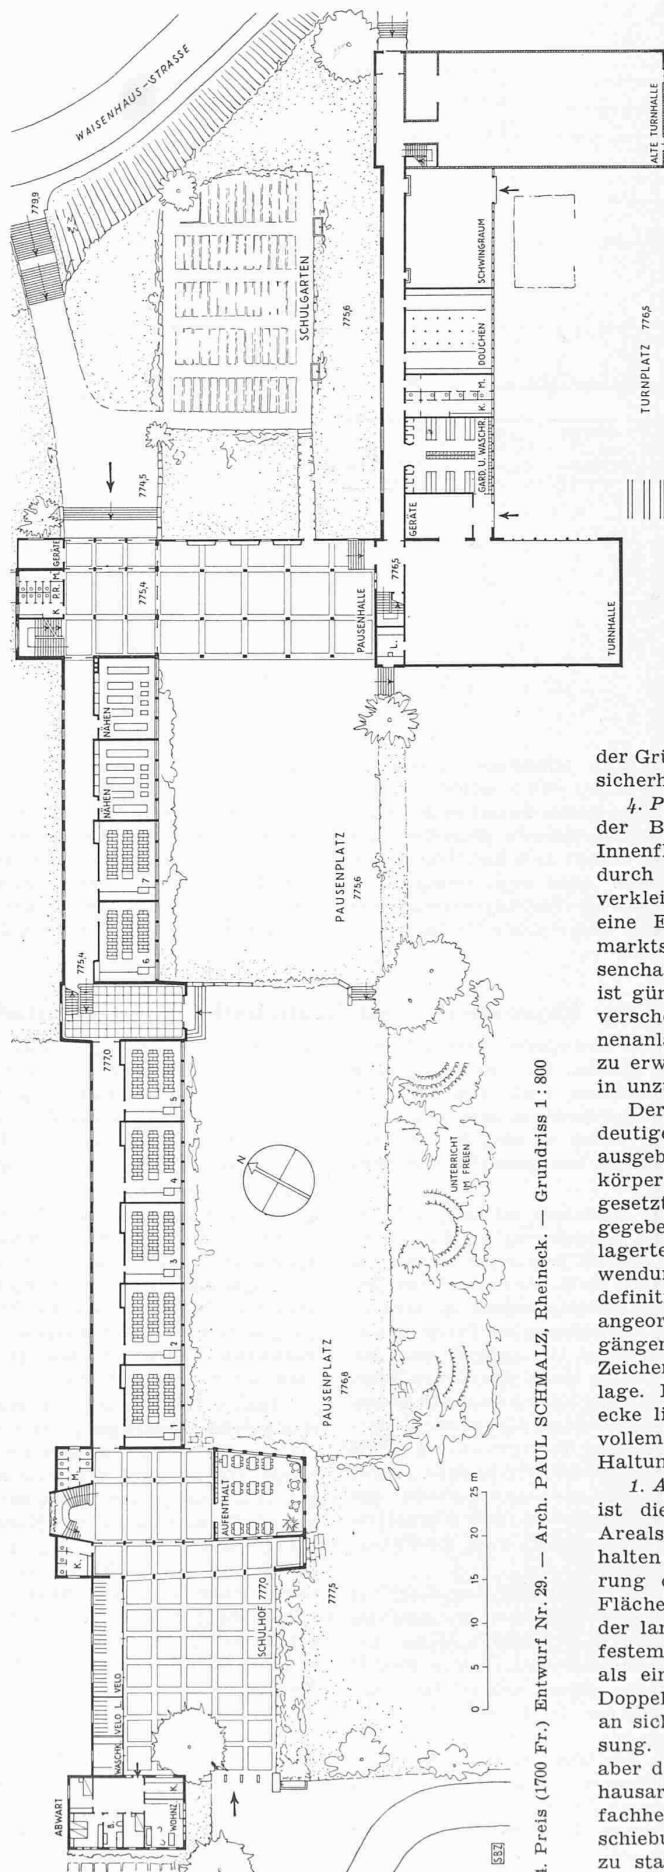 WAISENHAUS-STRASSE
779,9
SCHULGARTEN
775,6
774,5
ALTE TURNHALLE
SCHWINGRAUM
DOUCHEN
K. M.
GARD. U. WASCHR.
GERÄTE
TURNPLATZ 776,5
GERÄTE
K P.R. M.
775,4
PAUSENHALLE
776,5
L.
TURNHALLE
NÄHEN
NÄHEN
7
6
775,4
PAUSENPLATZ
775,6
777,0
5
4
3
2
1
N
UNTERRICHT
IM FREIEN
PAUSENPLATZ
776,8
M.
K.
AUFENTHALT
SCHULHOF 777,0
777,5
WASCHK. VELO L. VELO
ABWART
B.
K.
WOHNZ
0 5 10 15 20 25 m
SBZ
Preis (1700 Fr.) Entwurf Nr. 29. — Arch. PAUL SCHMALZ, Rheineck. — Grundriss 1 : 800
der Grü
sicherh
4. P
der B
Innenfl
durch
verklei
eine E
markts
sencha
ist gün
versche
nenanla
zu erw
in unzu
Der
deutige
ausgeb
körper
gesetzt
gegebe
lagerte
wendun
definit
angeor
gängen
Zeichen
lage. I
ecke li
vollem
Haltun
1. A
ist die
Areals
halten
rung d
Fläche
der lan
festem
als ein
Doppel
an sich
sung.
aber d
hausar
fachhe
schiebu
zu sta